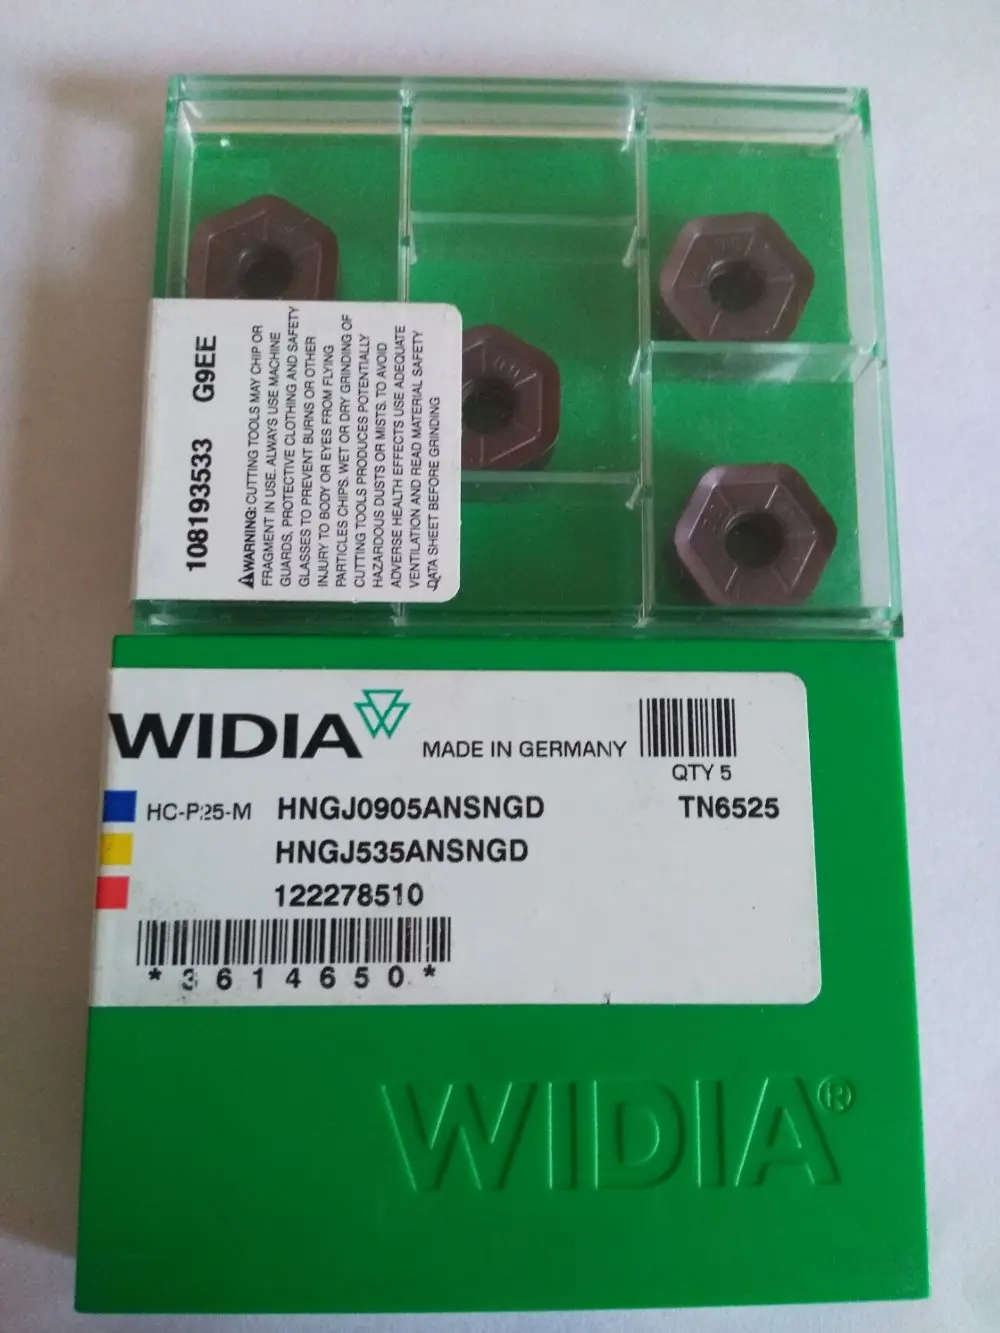 108193533 G9EE
⚠WARNING: CUTTING TOOLS MAY CHIP OR
FRAGMENT IN USE. ALWAYS USE MACHINE
GUARDS, PROTECTIVE CLOTHING AND SAFETY
GLASSES TO PREVENT BURNS OR OTHER
INJURY TO BODY OR EYES FROM FLYING
PARTICLES CHIPS. WET OR DRY GRINDING OF
CUTTING TOOLS PRODUCES POTENTIALLY
HAZARDOUS DUSTS OR MISTS. TO AVOID
ADVERSE HEALTH EFFECTS USE ADEQUATE
VENTILATION AND READ MATERIAL SAFETY
DATA SHEET BEFORE GRINDING
WIDIA
MADE IN GERMANY
QTY 5
HC-P25-M HNGJ0905ANSNGD TN6525
HNGJ535ANSNGD
122278510
*3614650*
WIDIA®